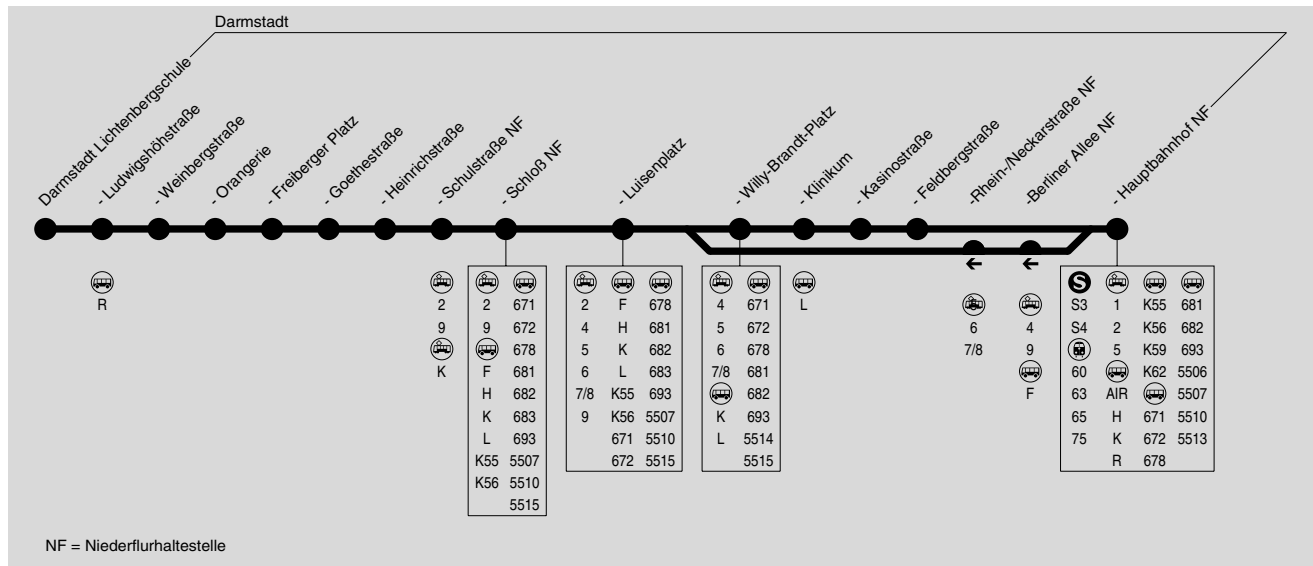 Darmstadt
Darmstadt Lichtenbergschule
- Ludwigshöhstraße
- Weinbergstraße
- Orangerie
- Freiberger Platz
- Goethestraße
- Heinrichstraße
- Schulstraße NF
- Schloß NF
- Luisenplatz
- Willy-Brandt-Platz
- Klinikum
- Kasinostraße
- Feldbergstraße
-Rhein-/Neckarstraße NF
-Berliner Allee NF
- Hauptbahnhof NF
R
2
9
K
2
9
F
H
K
L
K55
K56
671
672
678
681
682
683
693
5507
5510
5515
2
4
5
6
7/8
9
F
H
K
L
K55
K56
671
672
678
681
682
683
693
5507
5510
5515
4
5
6
7/8
K
L
671
672
678
681
682
693
5514
5515
L
6
7/8
4
9
F
S
S3
S4
60
63
65
75
1
2
5
AIR
H
K
R
K55
K56
K59
K62
671
672
678
681
682
693
5506
5507
5510
5513
NF = Niederflurhaltestelle